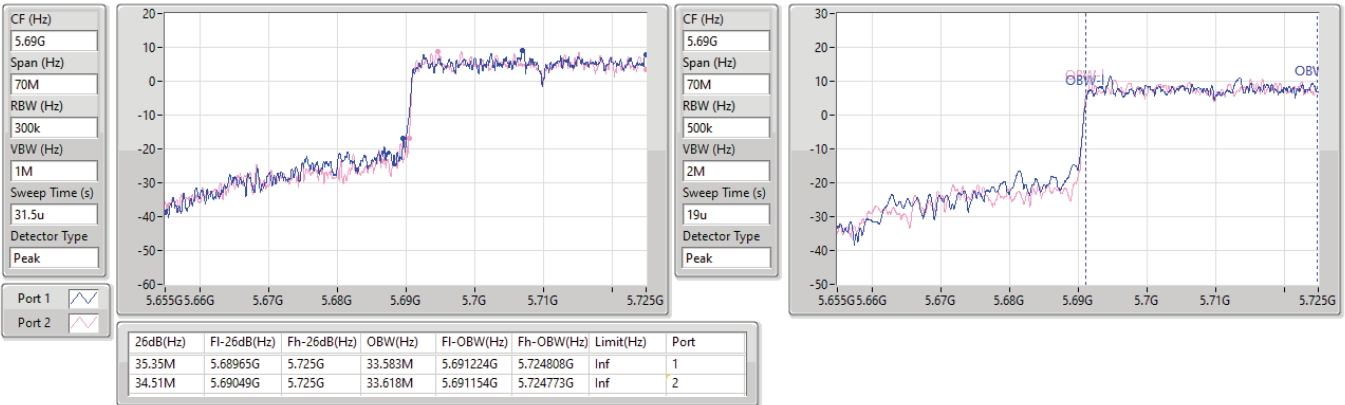 CF (Hz)
5.69G
Span (Hz)
70M
RBW (Hz)
300k
VBW (Hz)
1M
Sweep Time (s)
31.5u
Detector Type
Peak
Port 1
Port 2
20
10
0
-10
-20
-30
-40
-50
-60
5.655G 5.66G 5.67G 5.68G 5.69G 5.7G 5.71G 5.725G
CF (Hz)
5.69G
Span (Hz)
70M
RBW (Hz)
500k
VBW (Hz)
2M
Sweep Time (s)
19u
Detector Type
Peak
30
20
10
0
-10
-20
-30
-40
-50
OBW-l
OBW-l
OBW
5.655G 5.66G 5.67G 5.68G 5.69G 5.7G 5.71G 5.725G
26dB(Hz) Fl-26dB(Hz) Fh-26dB(Hz) OBW(Hz) Fl-OBW(Hz) Fh-OBW(Hz) Limit(Hz) Port
35.35M 5.68965G 5.725G 33.583M 5.691224G 5.724808G Inf 1
34.51M 5.69049G 5.725G 33.618M 5.691154G 5.724773G Inf 2